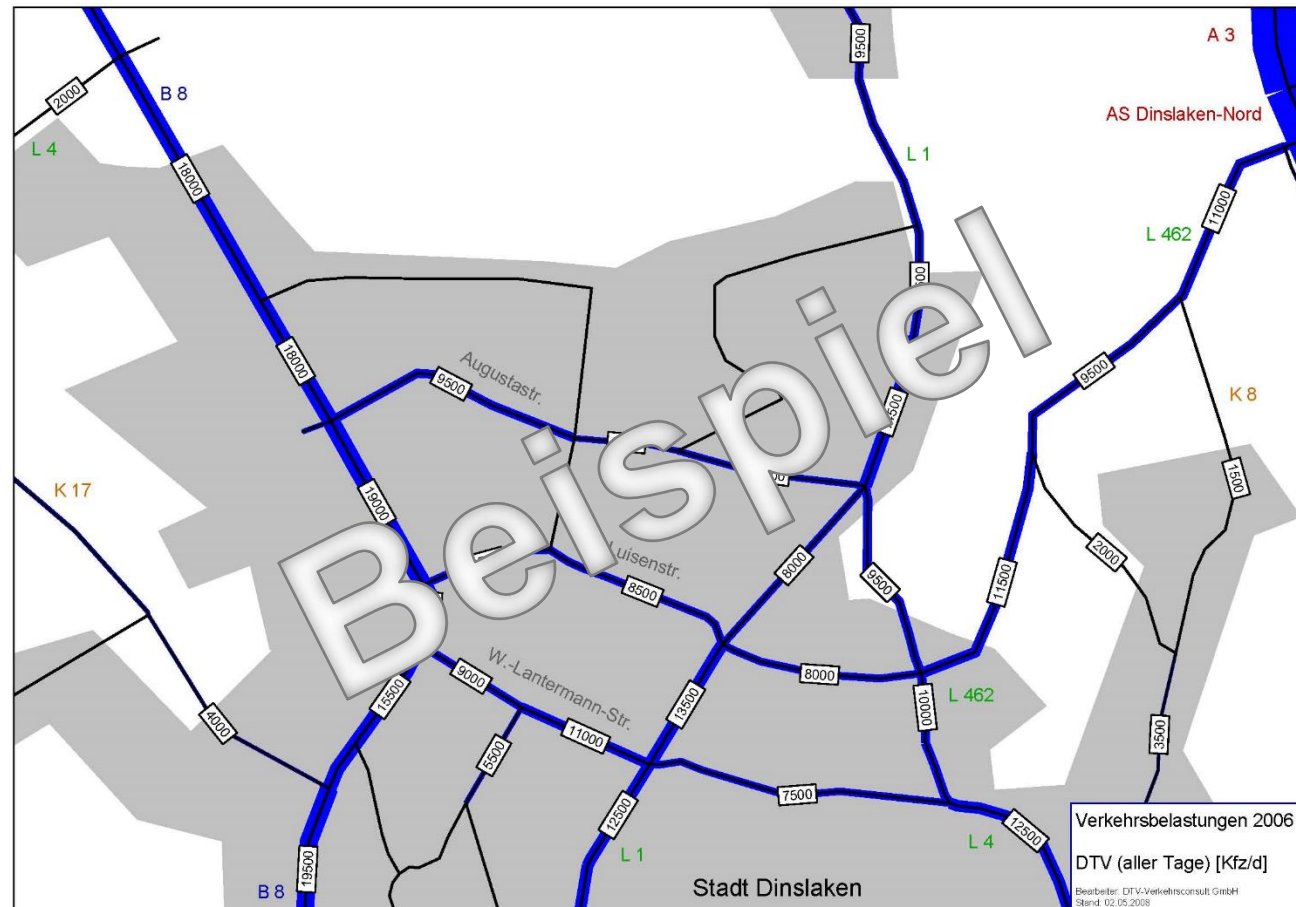 9500
A 3
B 8
2000
AS Dinslaken-Nord
L 4
L 1
18000
11000
L 462
18000
Augustastr.
9500
9500
K 8
K 17
19000
1500
Beispiel
Luisenstr.
8500
8000
9500
11500
2000
W.-Lantermann-Str.
9000
8000
L 462
15500
13500
10000
4000
11000
5500
3500
7500
12500
12500
L 4
L 1
19500
B 8
Stadt Dinslaken
Verkehrsbelastungen 2006
DTV (aller Tage) [Kfz/d]
Bearbeiter: DTV-Verkehrsconsult GmbH
Stand: 02.05.2008